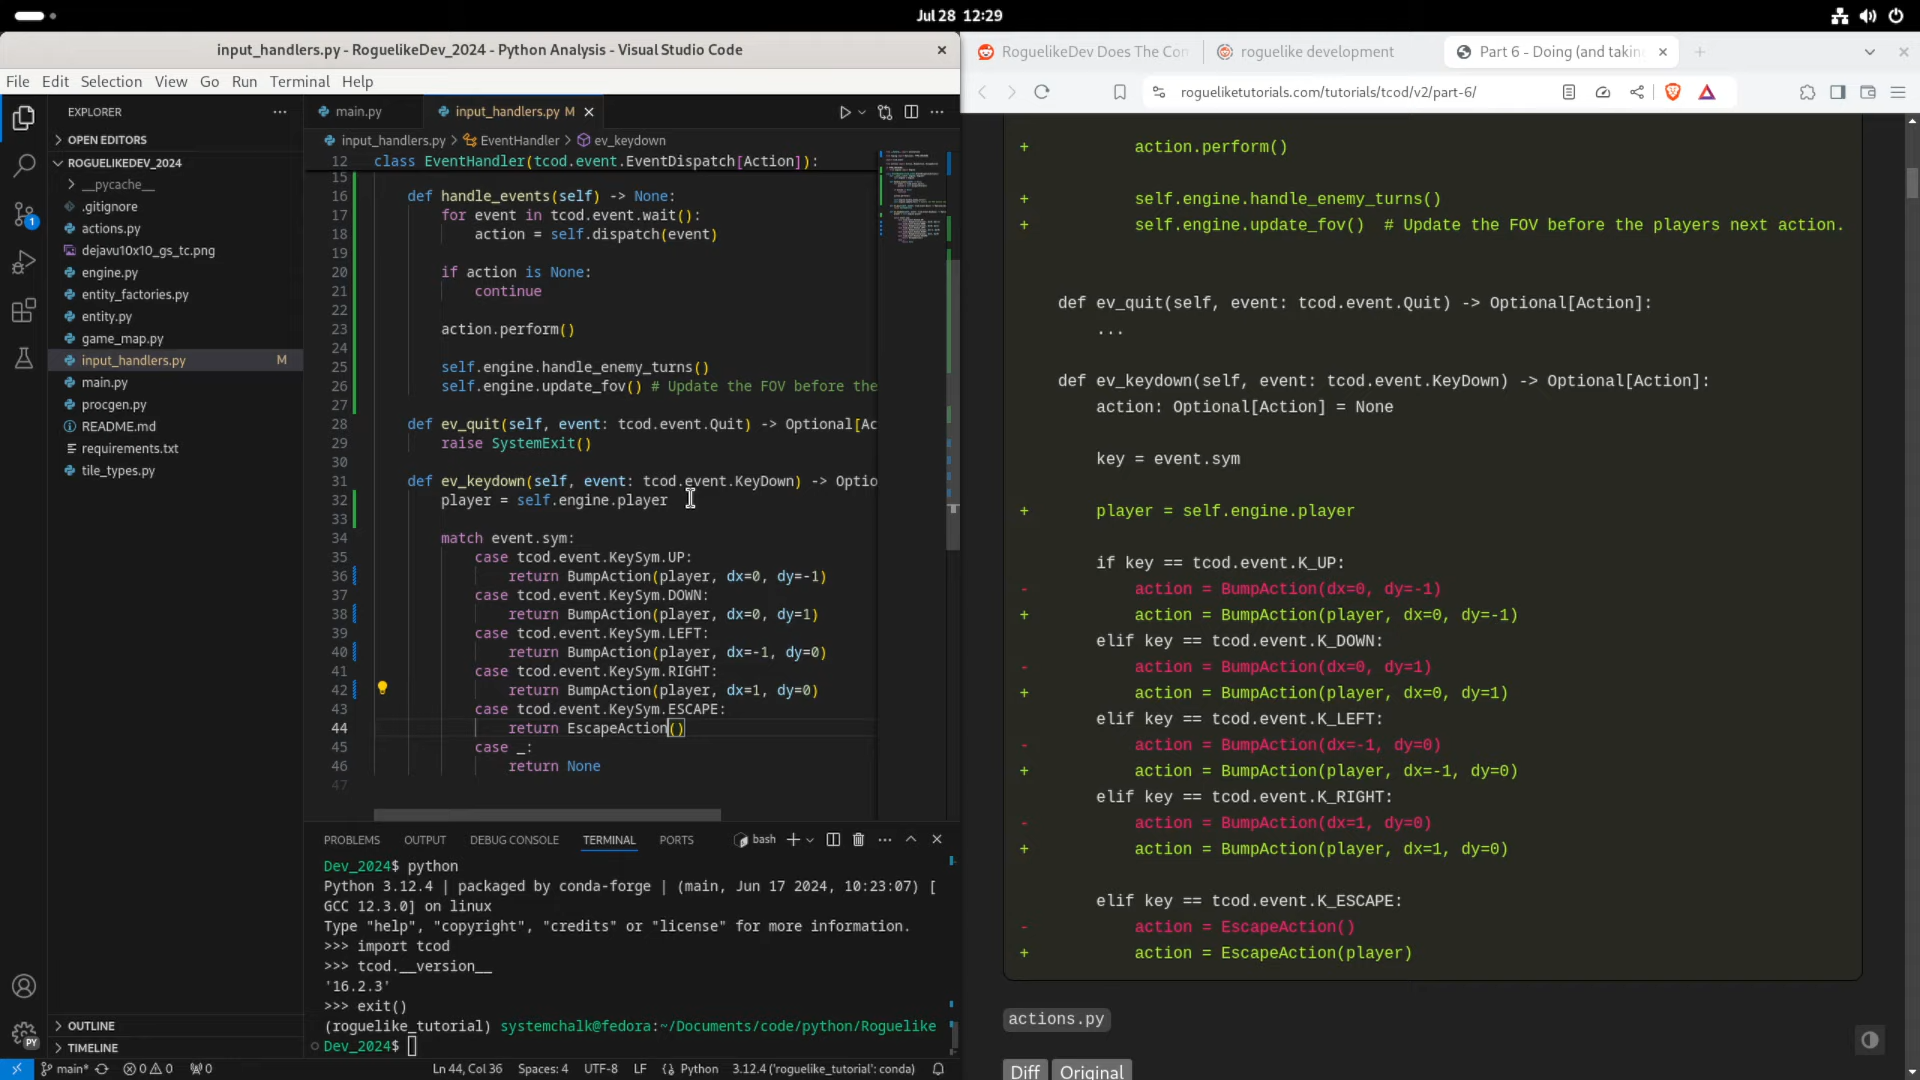 Jul 28 12:29
input_handlers.py - RoguelikeDev_2024 - Python Analysis - Visual Studio Code
File Edit Selection View Go Run Terminal Help
EXPLORER
OPEN EDITORS
ROGUELIKEDEV_2024
__pycache__
.gitignore
actions.py
dejavu10x10_gs_tc.png
engine.py
entity_factories.py
entity.py
game_map.py
input_handlers.py M
main.py
procgen.py
README.md
requirements.txt
tile_types.py
OUTLINE
TIMELINE
1
PY
main.py input_handlers.py M
input_handlers.py > EventHandler > ev_keydown
12 class EventHandler(tcod.event.EventDispatch[Action]):
15
16 def handle_events(self) -> None:
17 for event in tcod.event.wait():
18 action = self.dispatch(event)
19
20 if action is None:
21 continue
22
23 action.perform()
24
25 self.engine.handle_enemy_turns()
26 self.engine.update_fov() # Update the FOV before the
27
28 def ev_quit(self, event: tcod.event.Quit) -> Optional[Ac
29 raise SystemExit()
30
31 def ev_keydown(self, event: tcod.event.KeyDown) -> Optio
32 player = self.engine.player
33
34 match event.sym:
35 case tcod.event.KeySym.UP:
36 return BumpAction(player, dx=0, dy=-1)
37 case tcod.event.KeySym.DOWN:
38 return BumpAction(player, dx=0, dy=1)
39 case tcod.event.KeySym.LEFT:
40 return BumpAction(player, dx=-1, dy=0)
41 case tcod.event.KeySym.RIGHT:
42 return BumpAction(player, dx=1, dy=0)
43 case tcod.event.KeySym.ESCAPE:
44 return EscapeAction()
45 case _:
46 return None
47
PROBLEMS OUTPUT DEBUG CONSOLE TERMINAL PORTS bash
Dev_2024$ python
Python 3.12.4 | packaged by conda-forge | (main, Jun 17 2024, 10:23:07) [
GCC 12.3.0] on linux
Type "help", "copyright", "credits" or "license" for more information.
>>> import tcod
>>> tcod.__version__
'16.2.3'
>>> exit()
(roguelike_tutorial) systemchalk@fedora:~/Documents/code/python/Roguelike
Dev_2024$
main* 0 0 0 Ln 44, Col 36 Spaces: 4 UTF-8 LF Python 3.12.4 ('roguelike_tutorial': conda)
RoguelikeDev Does The Con roguelike development Part 6 - Doing (and takin
rogueliketutorials.com/tutorials/tcod/v2/part-6/
+ action.perform()
+ self.engine.handle_enemy_turns()
+ self.engine.update_fov() # Update the FOV before the players next action.
def ev_quit(self, event: tcod.event.Quit) -> Optional[Action]:
...
def ev_keydown(self, event: tcod.event.KeyDown) -> Optional[Action]:
action: Optional[Action] = None
key = event.sym
+ player = self.engine.player
if key == tcod.event.K_UP:
- action = BumpAction(dx=0, dy=-1)
+ action = BumpAction(player, dx=0, dy=-1)
elif key == tcod.event.K_DOWN:
- action = BumpAction(dx=0, dy=1)
+ action = BumpAction(player, dx=0, dy=1)
elif key == tcod.event.K_LEFT:
- action = BumpAction(dx=-1, dy=0)
+ action = BumpAction(player, dx=-1, dy=0)
elif key == tcod.event.K_RIGHT:
- action = BumpAction(dx=1, dy=0)
+ action = BumpAction(player, dx=1, dy=0)
elif key == tcod.event.K_ESCAPE:
- action = EscapeAction()
+ action = EscapeAction(player)
actions.py
Diff Original